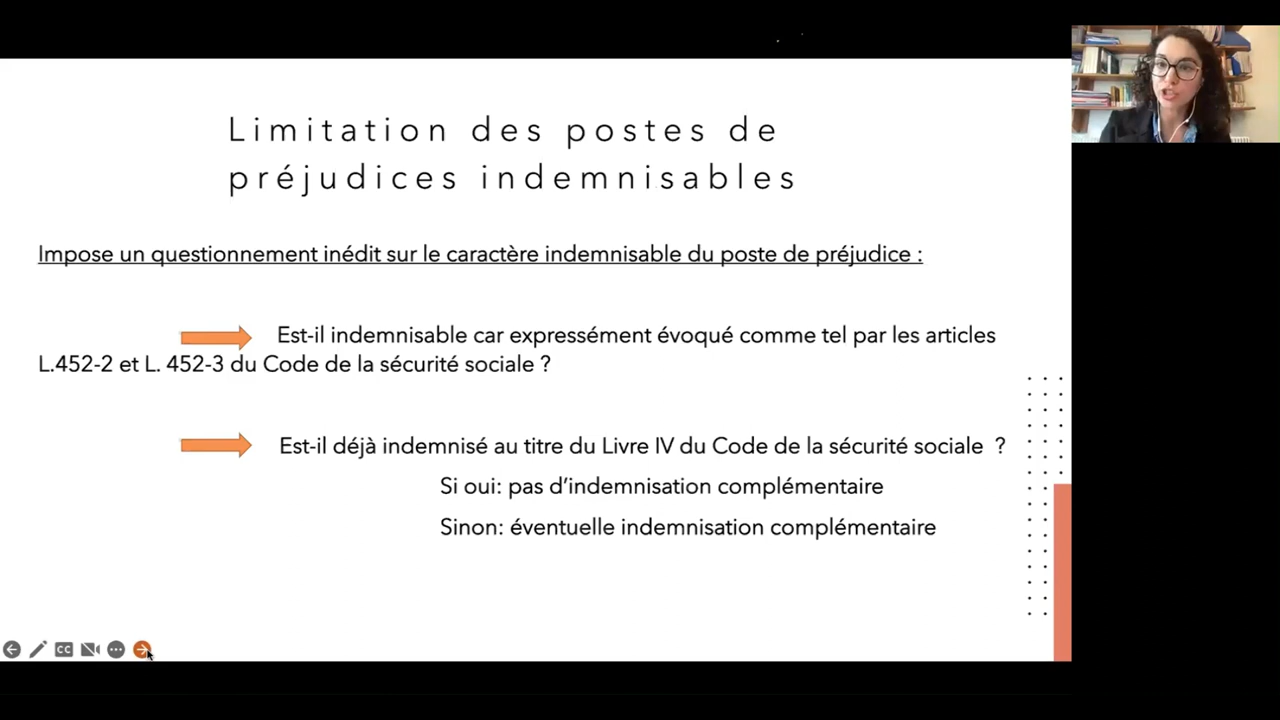 Limitation des postes de
préjudices indemnisables
Impose un questionnement inédit sur le caractère indemnisable du poste de préjudice :
Est-il indemnisable car expressément évoqué comme tel par les articles
L.452-2 et L. 452-3 du Code de la sécurité sociale ?
Est-il déjà indemnisé au titre du Livre IV du Code de la sécurité sociale ?
Si oui: pas d’indemnisation complémentaire
Sinon: éventuelle indemnisation complémentaire
CC